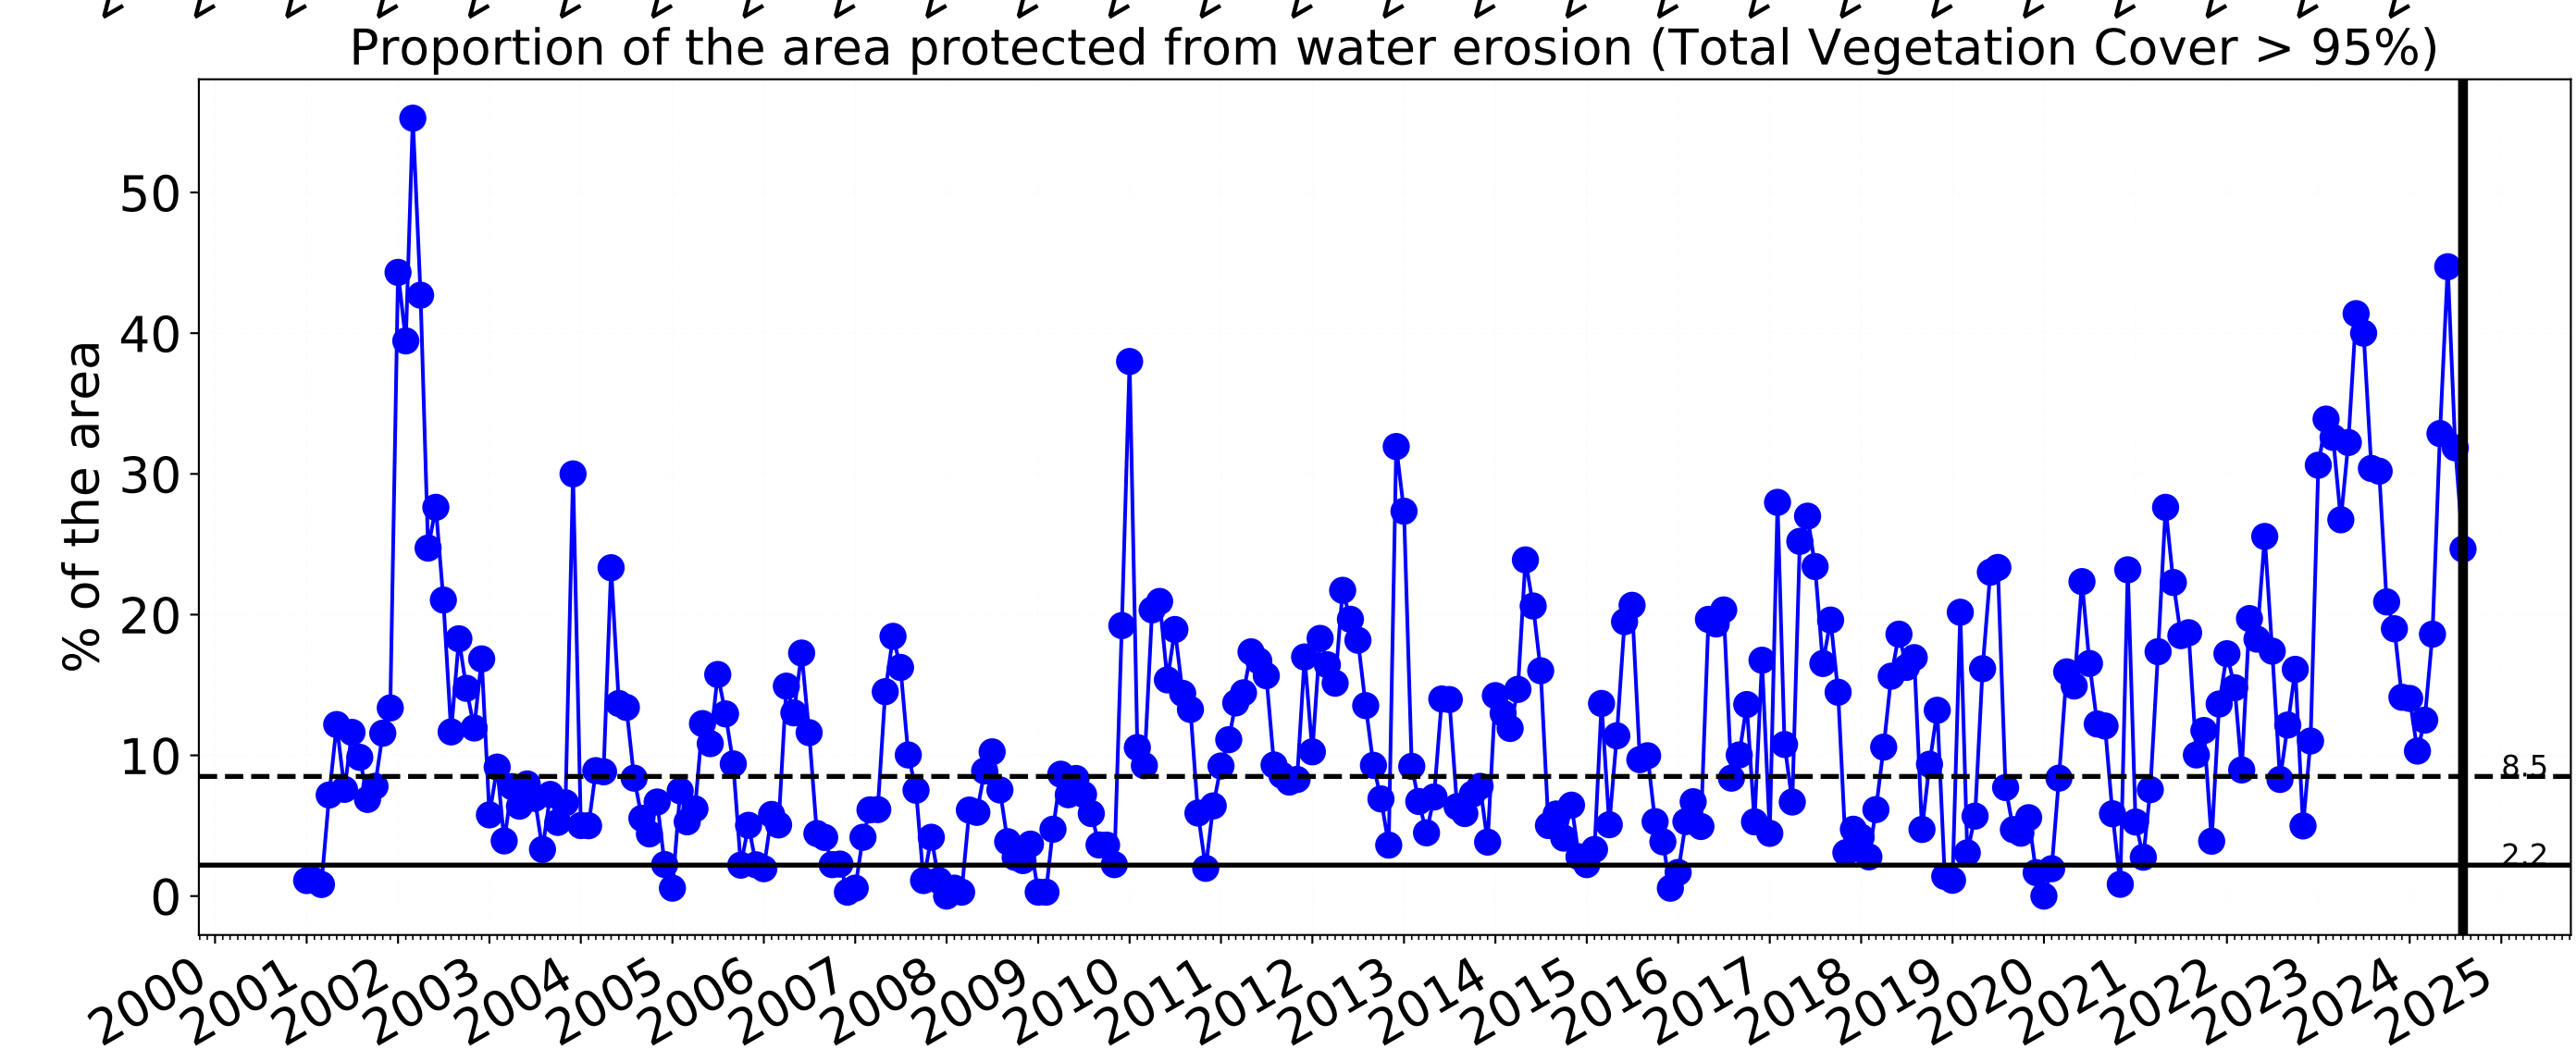 Proportion of the area protected from water erosion (Total Vegetation Cover > 95%)
% of the area
50
40
30
20
10
0
8.5
2.2
2000 2001 2002 2003 2004 2005 2006 2007 2008 2009 2010 2011 2012 2013 2014 2015 2016 2017 2018 2019 2020 2021 2022 2023 2024 2025